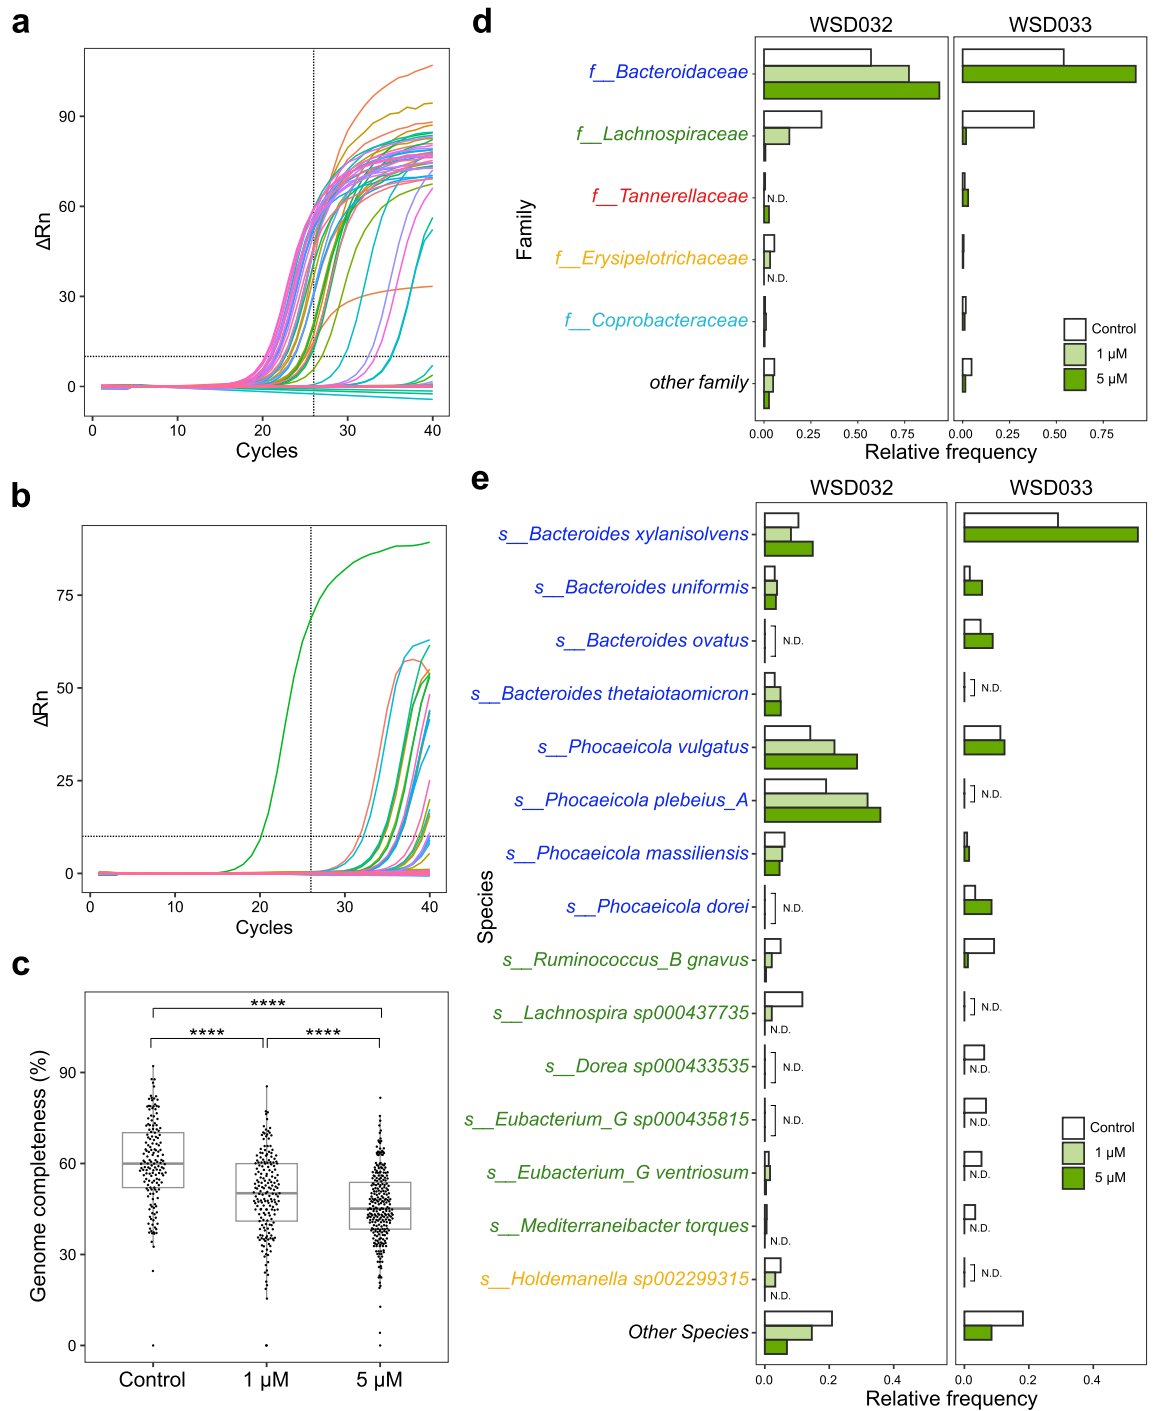 a
ΔRn
90
60
30
0
0
10
20
30
40
Cycles
b
ΔRn
75
50
25
0
0
10
20
30
40
Cycles
c
Genome completeness (%)
90
60
30
0
****
****
****
Control
1 µM
5 µM
d
WSD032
WSD033
Family
f__Bacteroidaceae
f__Lachnospiraceae
f__Tannerellaceae
N.D.
f__Erysipelotrichaceae
N.D.
f__Coprobacteraceae
other family
Control
1 µM
5 µM
0.00
0.25
0.50
0.75
0.00
0.25
0.50
0.75
Relative frequency
e
WSD032
WSD033
Species
s__Bacteroides xylanisolvens
s__Bacteroides uniformis
s__Bacteroides ovatus
N.D.
s__Bacteroides thetaiotaomicron
N.D.
s__Phocaeicola vulgatus
s__Phocaeicola plebeius_A
N.D.
s__Phocaeicola massiliensis
s__Phocaeicola dorei
N.D.
s__Ruminococcus_B gnavus
s__Lachnospira sp000437735
N.D.
N.D.
s__Dorea sp000433535
N.D.
N.D.
s__Eubacterium_G sp000435815
N.D.
N.D.
s__Eubacterium_G ventriosum
N.D.
s__Mediterraneibacter torques
N.D.
N.D.
s__Holdemanella sp002299315
N.D.
N.D.
Other Species
Control
1 µM
5 µM
0.0
0.2
0.4
0.0
0.2
0.4
Relative frequency